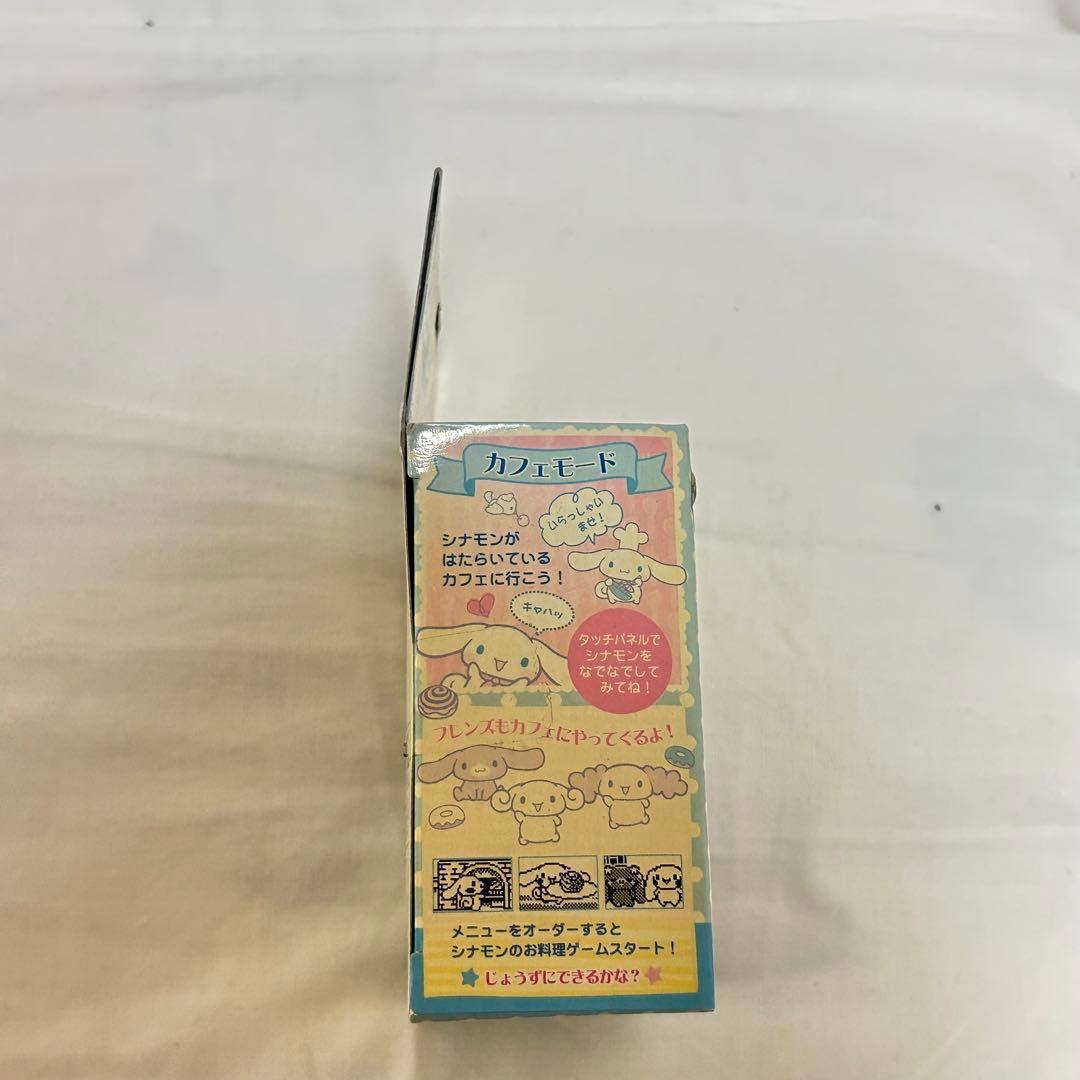 カフェモード
いらっしゃい
ませ!
シナモンが
はたらいている
カフェに行こう!
キャハッ
タッチパネルで
シナモンを
なでなでして
みてね!
フレンズもカフェにやってくるよ!
メニューをオーダーすると
シナモンのお料理ゲームスタート!
じょうずにできるかな?